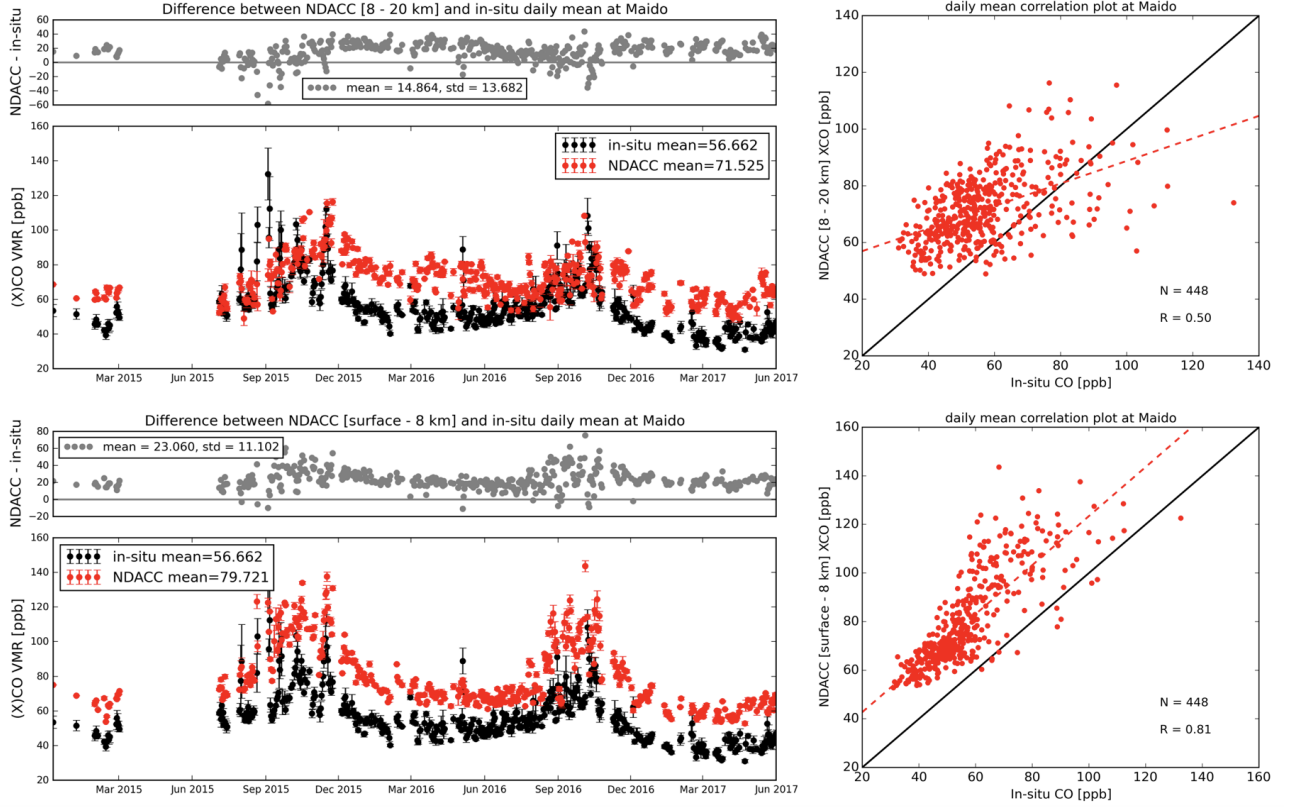 Difference between NDACC [8 - 20 km] and in-situ daily mean at Maido
NDACC - in-situ
60
40
20
0
−20
−40
−60
mean = 14.864, std = 13.682
(X)CO VMR [ppb]
160
140
120
100
80
60
40
20
in-situ mean=56.662
NDACC mean=71.525
Mar 2015 Jun 2015 Sep 2015 Dec 2015 Mar 2016 Jun 2016 Sep 2016 Dec 2016 Mar 2017 Jun 2017
daily mean correlation plot at Maido
NDACC [8 - 20 km] XCO [ppb]
140
120
100
80
60
40
20
N = 448
R = 0.50
20 40 60 80 100 120 140
In-situ CO [ppb]
Difference between NDACC [surface - 8 km] and in-situ daily mean at Maido
NDACC - in-situ
80
60
40
20
0
−20
mean = 23.060, std = 11.102
(X)CO VMR [ppb]
160
140
120
100
80
60
40
20
in-situ mean=56.662
NDACC mean=79.721
Mar 2015 Jun 2015 Sep 2015 Dec 2015 Mar 2016 Jun 2016 Sep 2016 Dec 2016 Mar 2017 Jun 2017
daily mean correlation plot at Maido
NDACC [surface - 8 km] XCO [ppb]
160
140
120
100
80
60
40
20
N = 448
R = 0.81
20 40 60 80 100 120 140 160
In-situ CO [ppb]